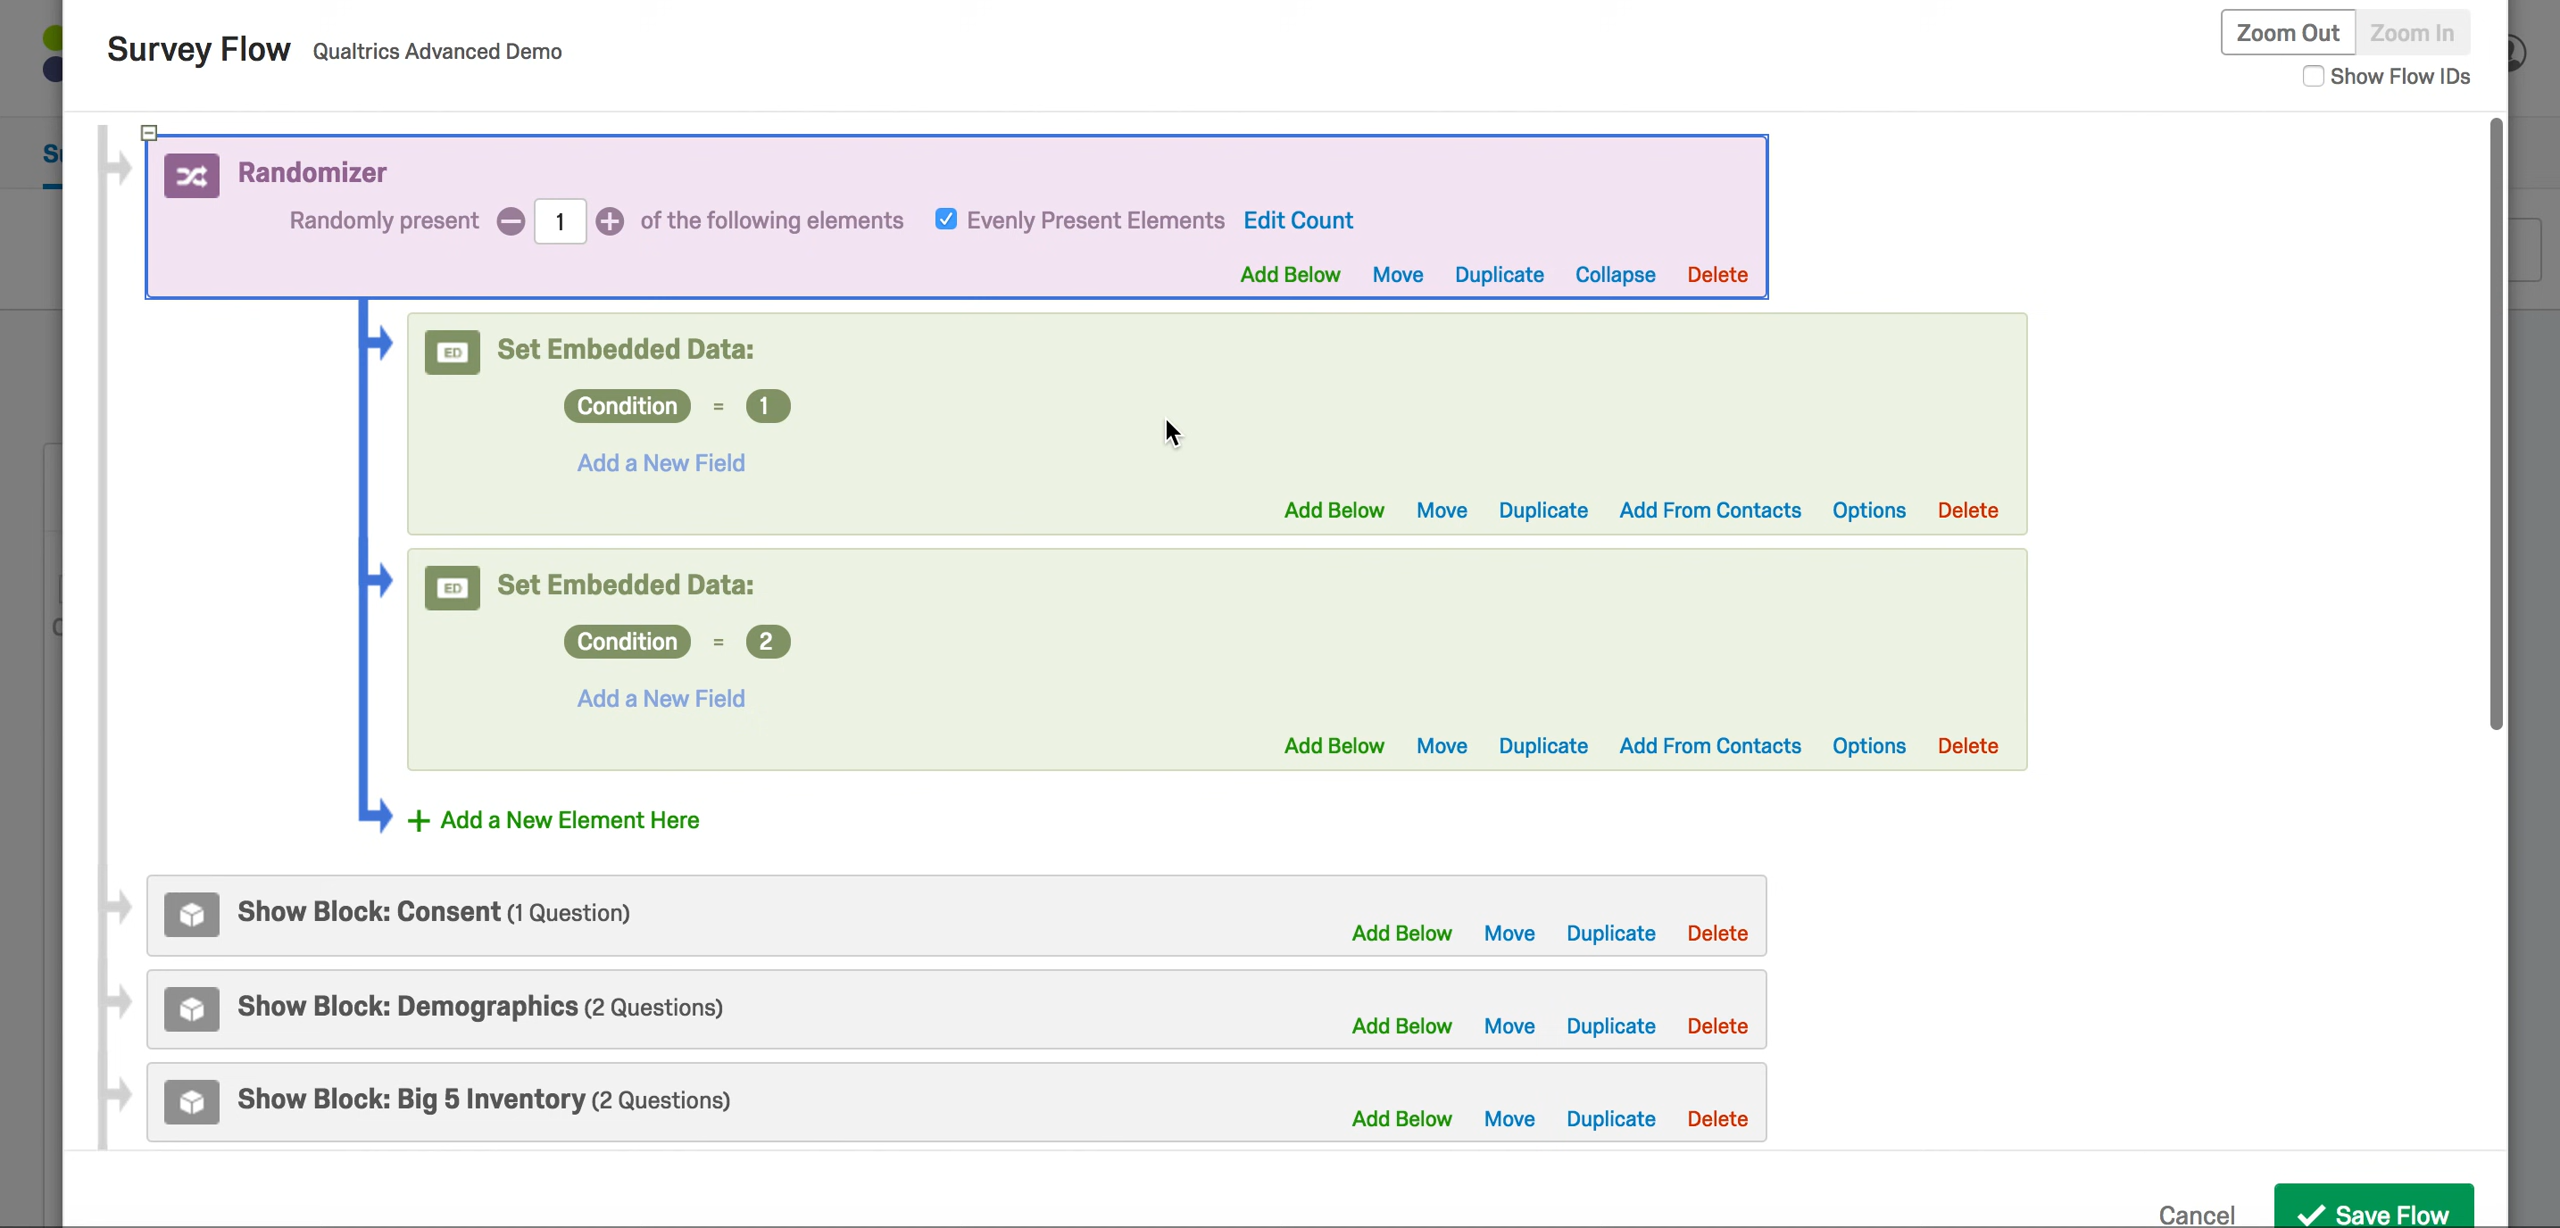 Survey Flow Qualtrics Advanced Demo
Zoom Out Zoom In
Show Flow IDs
Randomizer
Randomly present 1 of the following elements Evenly Present Elements Edit Count
Add Below Move Duplicate Collapse Delete
ED Set Embedded Data:
Condition = 1
Add a New Field
Add Below Move Duplicate Add From Contacts Options Delete
ED Set Embedded Data:
Condition = 2
Add a New Field
Add Below Move Duplicate Add From Contacts Options Delete
+ Add a New Element Here
Show Block: Consent (1 Question)
Add Below Move Duplicate Delete
Show Block: Demographics (2 Questions)
Add Below Move Duplicate Delete
Show Block: Big 5 Inventory (2 Questions)
Add Below Move Duplicate Delete
Cancel Save Flow